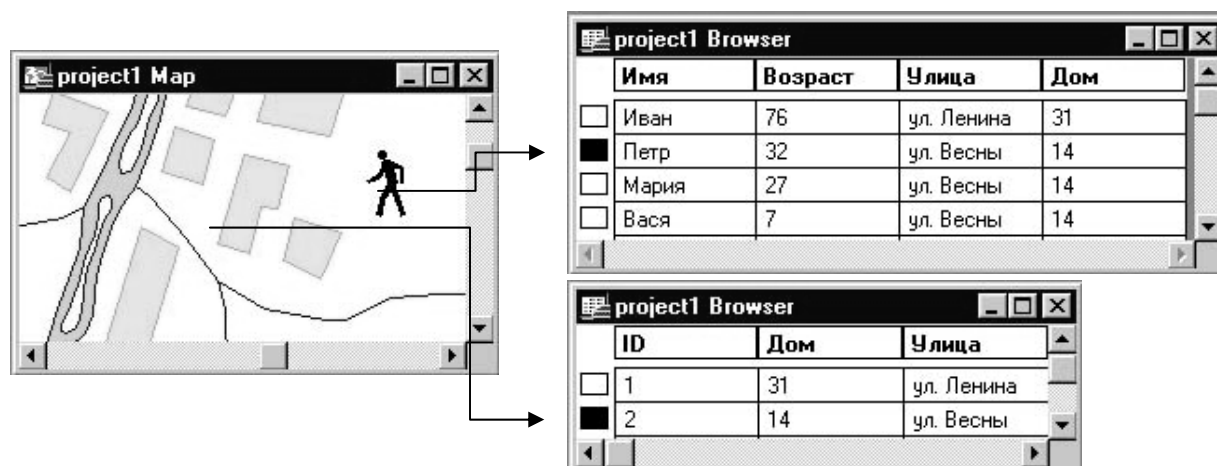 project1 Map
project1 Browser
Имя Возраст Улица Дом
Иван 76 ул. Ленина 31
Петр 32 ул. Весны 14
Мария 27 ул. Весны 14
Вася 7 ул. Весны 14
project1 Browser
ID Дом Улица
1 31 ул. Ленина
2 14 ул. Весны